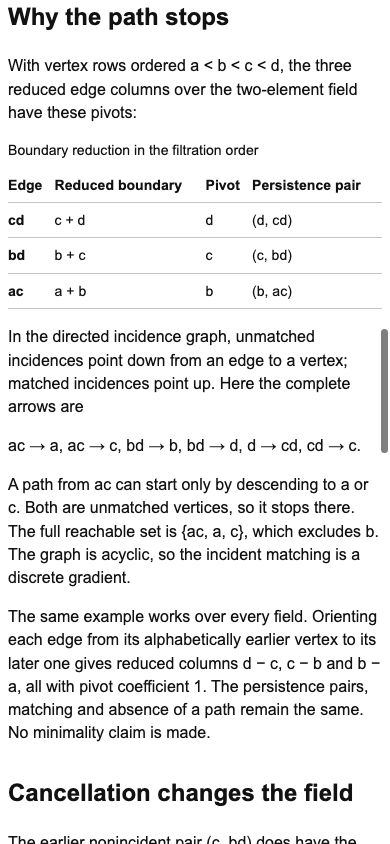 Why the path stops
With vertex rows ordered a < b < c < d, the three
reduced edge columns over the two-element field
have these pivots:
Boundary reduction in the filtration order
Edge Reduced boundary Pivot Persistence pair
cd c + d d (d, cd)
bd b + c c (c, bd)
ac a + b b (b, ac)
In the directed incidence graph, unmatched
incidences point down from an edge to a vertex;
matched incidences point up. Here the complete
arrows are
ac → a, ac → c, bd → b, bd → d, d → cd, cd → c.
A path from ac can start only by descending to a or
c. Both are unmatched vertices, so it stops there.
The full reachable set is {ac, a, c}, which excludes b.
The graph is acyclic, so the incident matching is a
discrete gradient.
The same example works over every field. Orienting
each edge from its alphabetically earlier vertex to its
later one gives reduced columns d − c, c − b and b −
a, all with pivot coefficient 1. The persistence pairs,
matching and absence of a path remain the same.
No minimality claim is made.
Cancellation changes the field
The earlier nonincident pair (c, bd) does have the